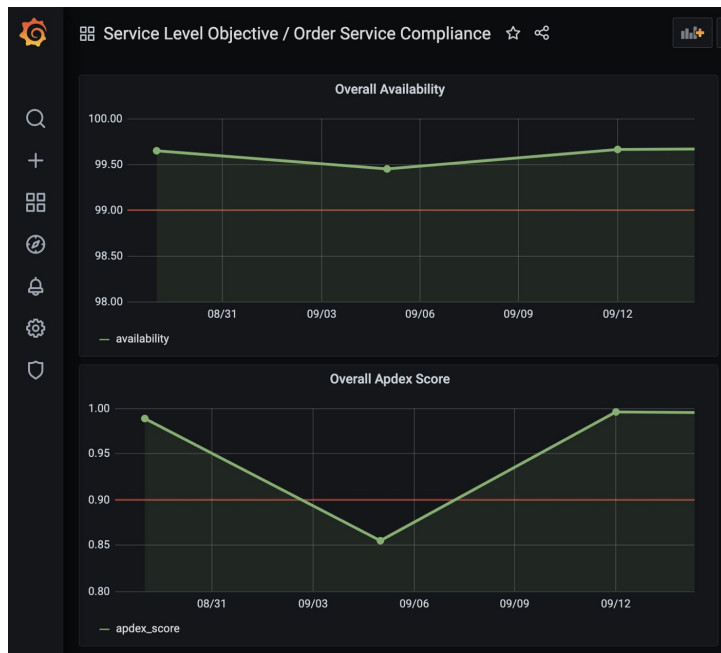 Service Level Objective / Order Service Compliance
Overall Availability
100.00
99.50
99.00
98.50
98.00
08/31 09/03 09/06 09/09 09/12
availability
Overall Apdex Score
1.00
0.95
0.90
0.85
0.80
08/31 09/03 09/06 09/09 09/12
apdex_score